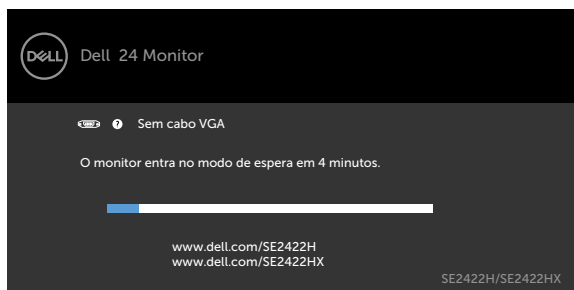 DELL
Dell 24 Monitor
? Sem cabo VGA
O monitor entra no modo de espera em 4 minutos.
www.dell.com/SE2422H
www.dell.com/SE2422HX
SE2422H/SE2422HX